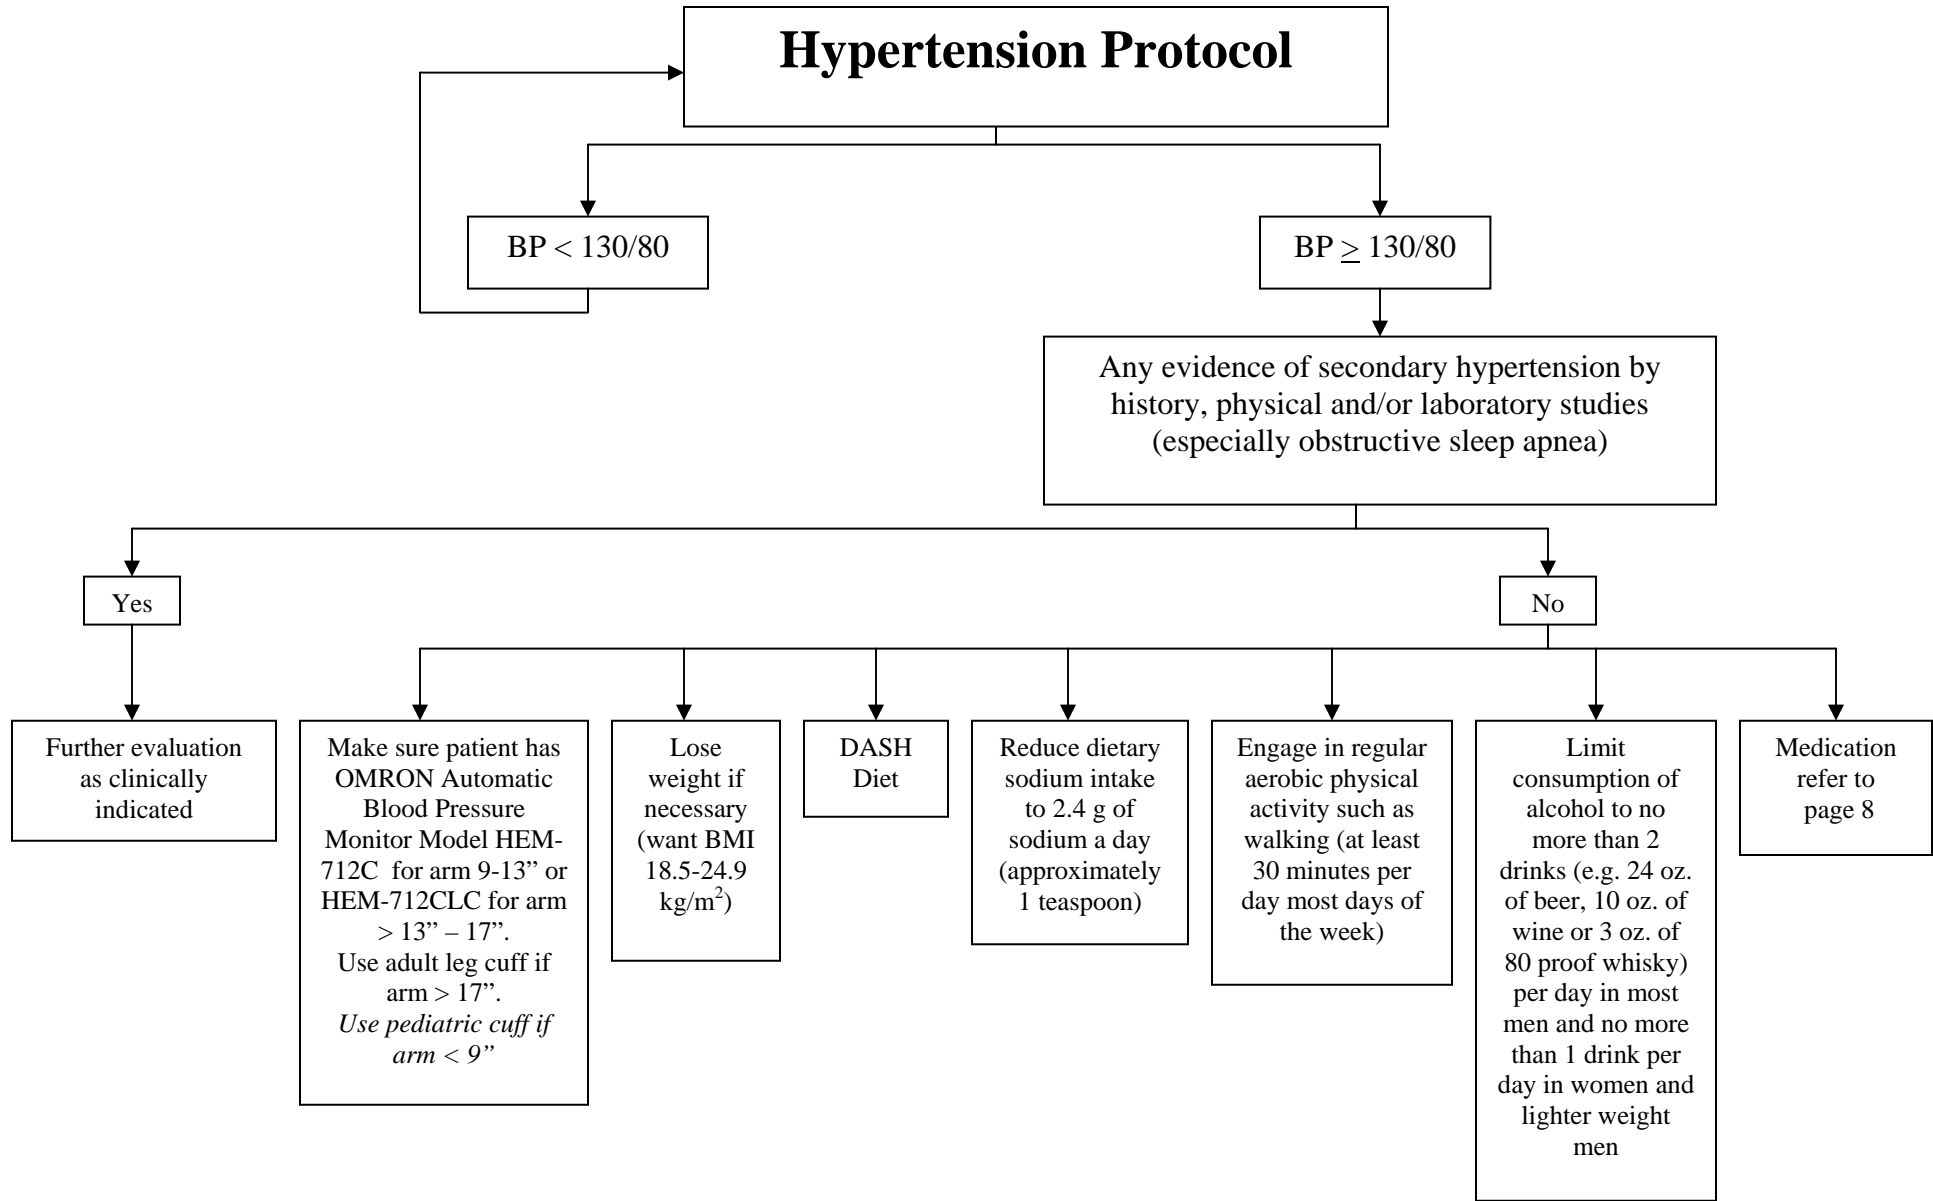 Hypertension Protocol
BP < 130/80
BP ≥ 130/80
Any evidence of secondary hypertension by
history, physical and/or laboratory studies
(especially obstructive sleep apnea)
Yes
No
Further evaluation
as clinically
indicated
Make sure patient has
OMRON Automatic
Blood Pressure
Monitor Model HEM-
712C for arm 9-13” or
HEM-712CLC for arm
> 13” – 17”.
Use adult leg cuff if
arm > 17”.
Use pediatric cuff if
arm < 9”
Lose
weight if
necessary
(want BMI
18.5-24.9
kg/m²)
DASH
Diet
Reduce dietary
sodium intake
to 2.4 g of
sodium a day
(approximately
1 teaspoon)
Engage in regular
aerobic physical
activity such as
walking (at least
30 minutes per
day most days of
the week)
Limit
consumption of
alcohol to no
more than 2
drinks (e.g. 24 oz.
of beer, 10 oz. of
wine or 3 oz. of
80 proof whisky)
per day in most
men and no more
than 1 drink per
day in women and
lighter weight
men
Medication
refer to
page 8